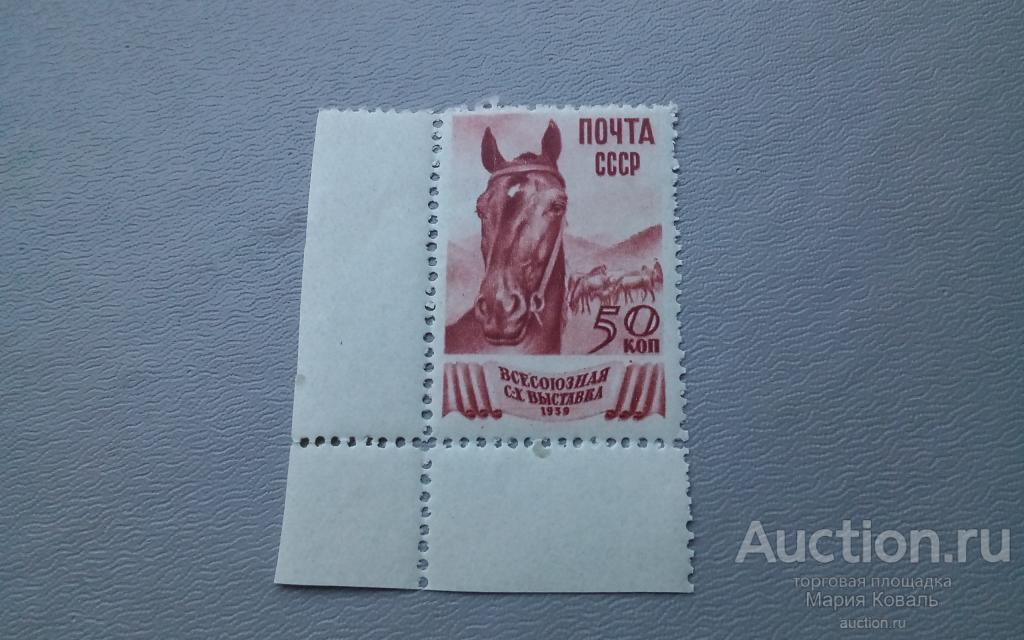 ПОЧТА
СССР
50
КОП
ВСЕСОЮЗНАЯ
С.-Х. ВЫСТАВКА
1939
Auction.ru
торговая площадка
Мария Коваль
auction.ru